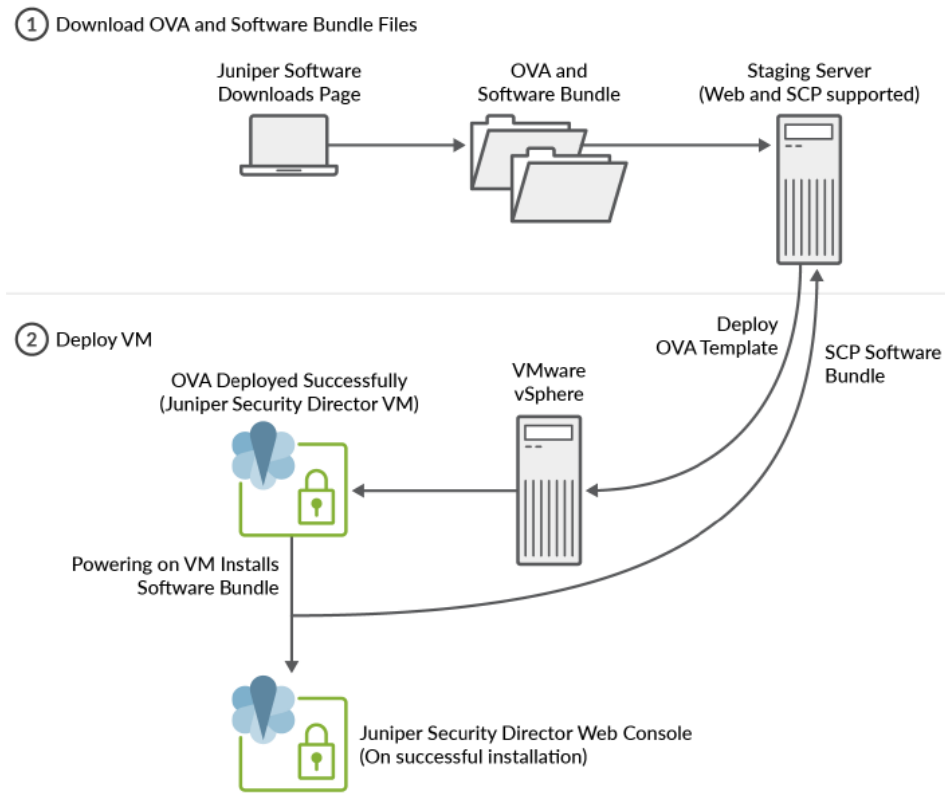 1 Download OVA and Software Bundle Files
Juniper Software
Downloads Page
OVA and
Software Bundle
Staging Server
(Web and SCP supported)
2 Deploy VM
Deploy
OVA Template
SCP Software
Bundle
VMware
vSphere
OVA Deployed Successfully
(Juniper Security Director VM)
Powering on VM Installs
Software Bundle
Juniper Security Director Web Console
(On successful installation)